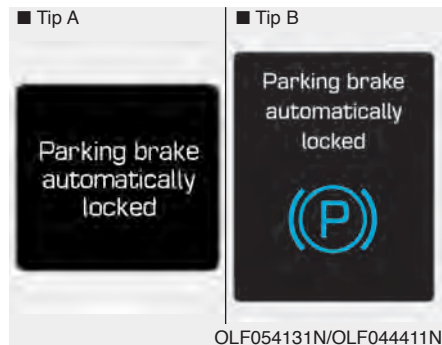 ■ Tip A
Parking brake
automatically
locked
■ Tip B
Parking brake
automatically
locked
P
OLF054131N/OLF044411N